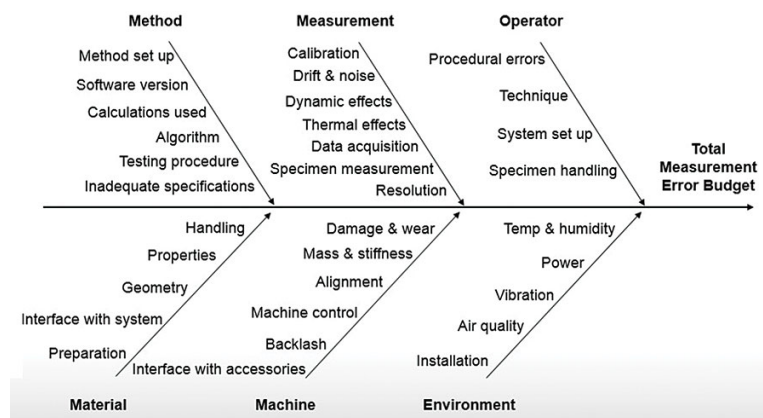 Method
Measurement
Operator
Method set up
Software version
Calculations used
Algorithm
Testing procedure
Inadequate specifications
Calibration
Drift & noise
Dynamic effects
Thermal effects
Data acquisition
Specimen measurement
Resolution
Procedural errors
Technique
System set up
Specimen handling
Total
Measurement
Error Budget
Handling
Properties
Geometry
Interface with system
Preparation
Damage & wear
Mass & stiffness
Alignment
Machine control
Backlash
Interface with accessories
Temp & humidity
Power
Vibration
Air quality
Installation
Material
Machine
Environment